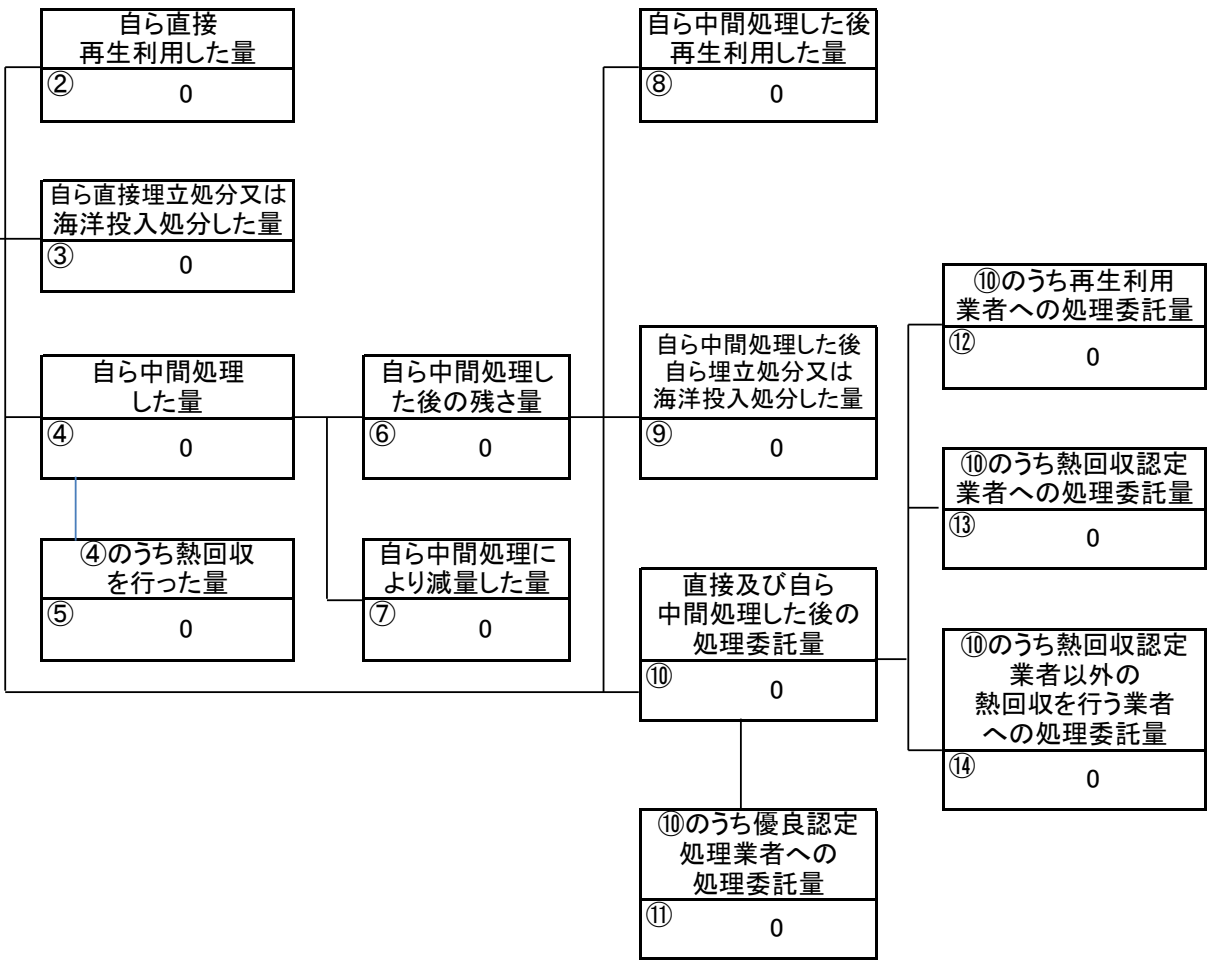 自ら直接
再生利用した量
②
0
自ら直接埋立処分又は
海洋投入処分した量
③
0
自ら中間処理
した量
④
0
④のうち熱回収
を行った量
⑤
0
自ら中間処理し
た後の残さ量
⑥
0
自ら中間処理に
より減量した量
⑦
0
自ら中間処理した後
再生利用した量
⑧
0
自ら中間処理した後
自ら埋立処分又は
海洋投入処分した量
⑨
0
直接及び自ら
中間処理した後の
処理委託量
⑩
0
⑩のうち優良認定
処理業者への
処理委託量
⑪
0
⑩のうち再生利用
業者への処理委託量
⑫
0
⑩のうち熱回収認定
業者への処理委託量
⑬
0
⑩のうち熱回収認定
業者以外の
熱回収を行う業者
への処理委託量
⑭
0